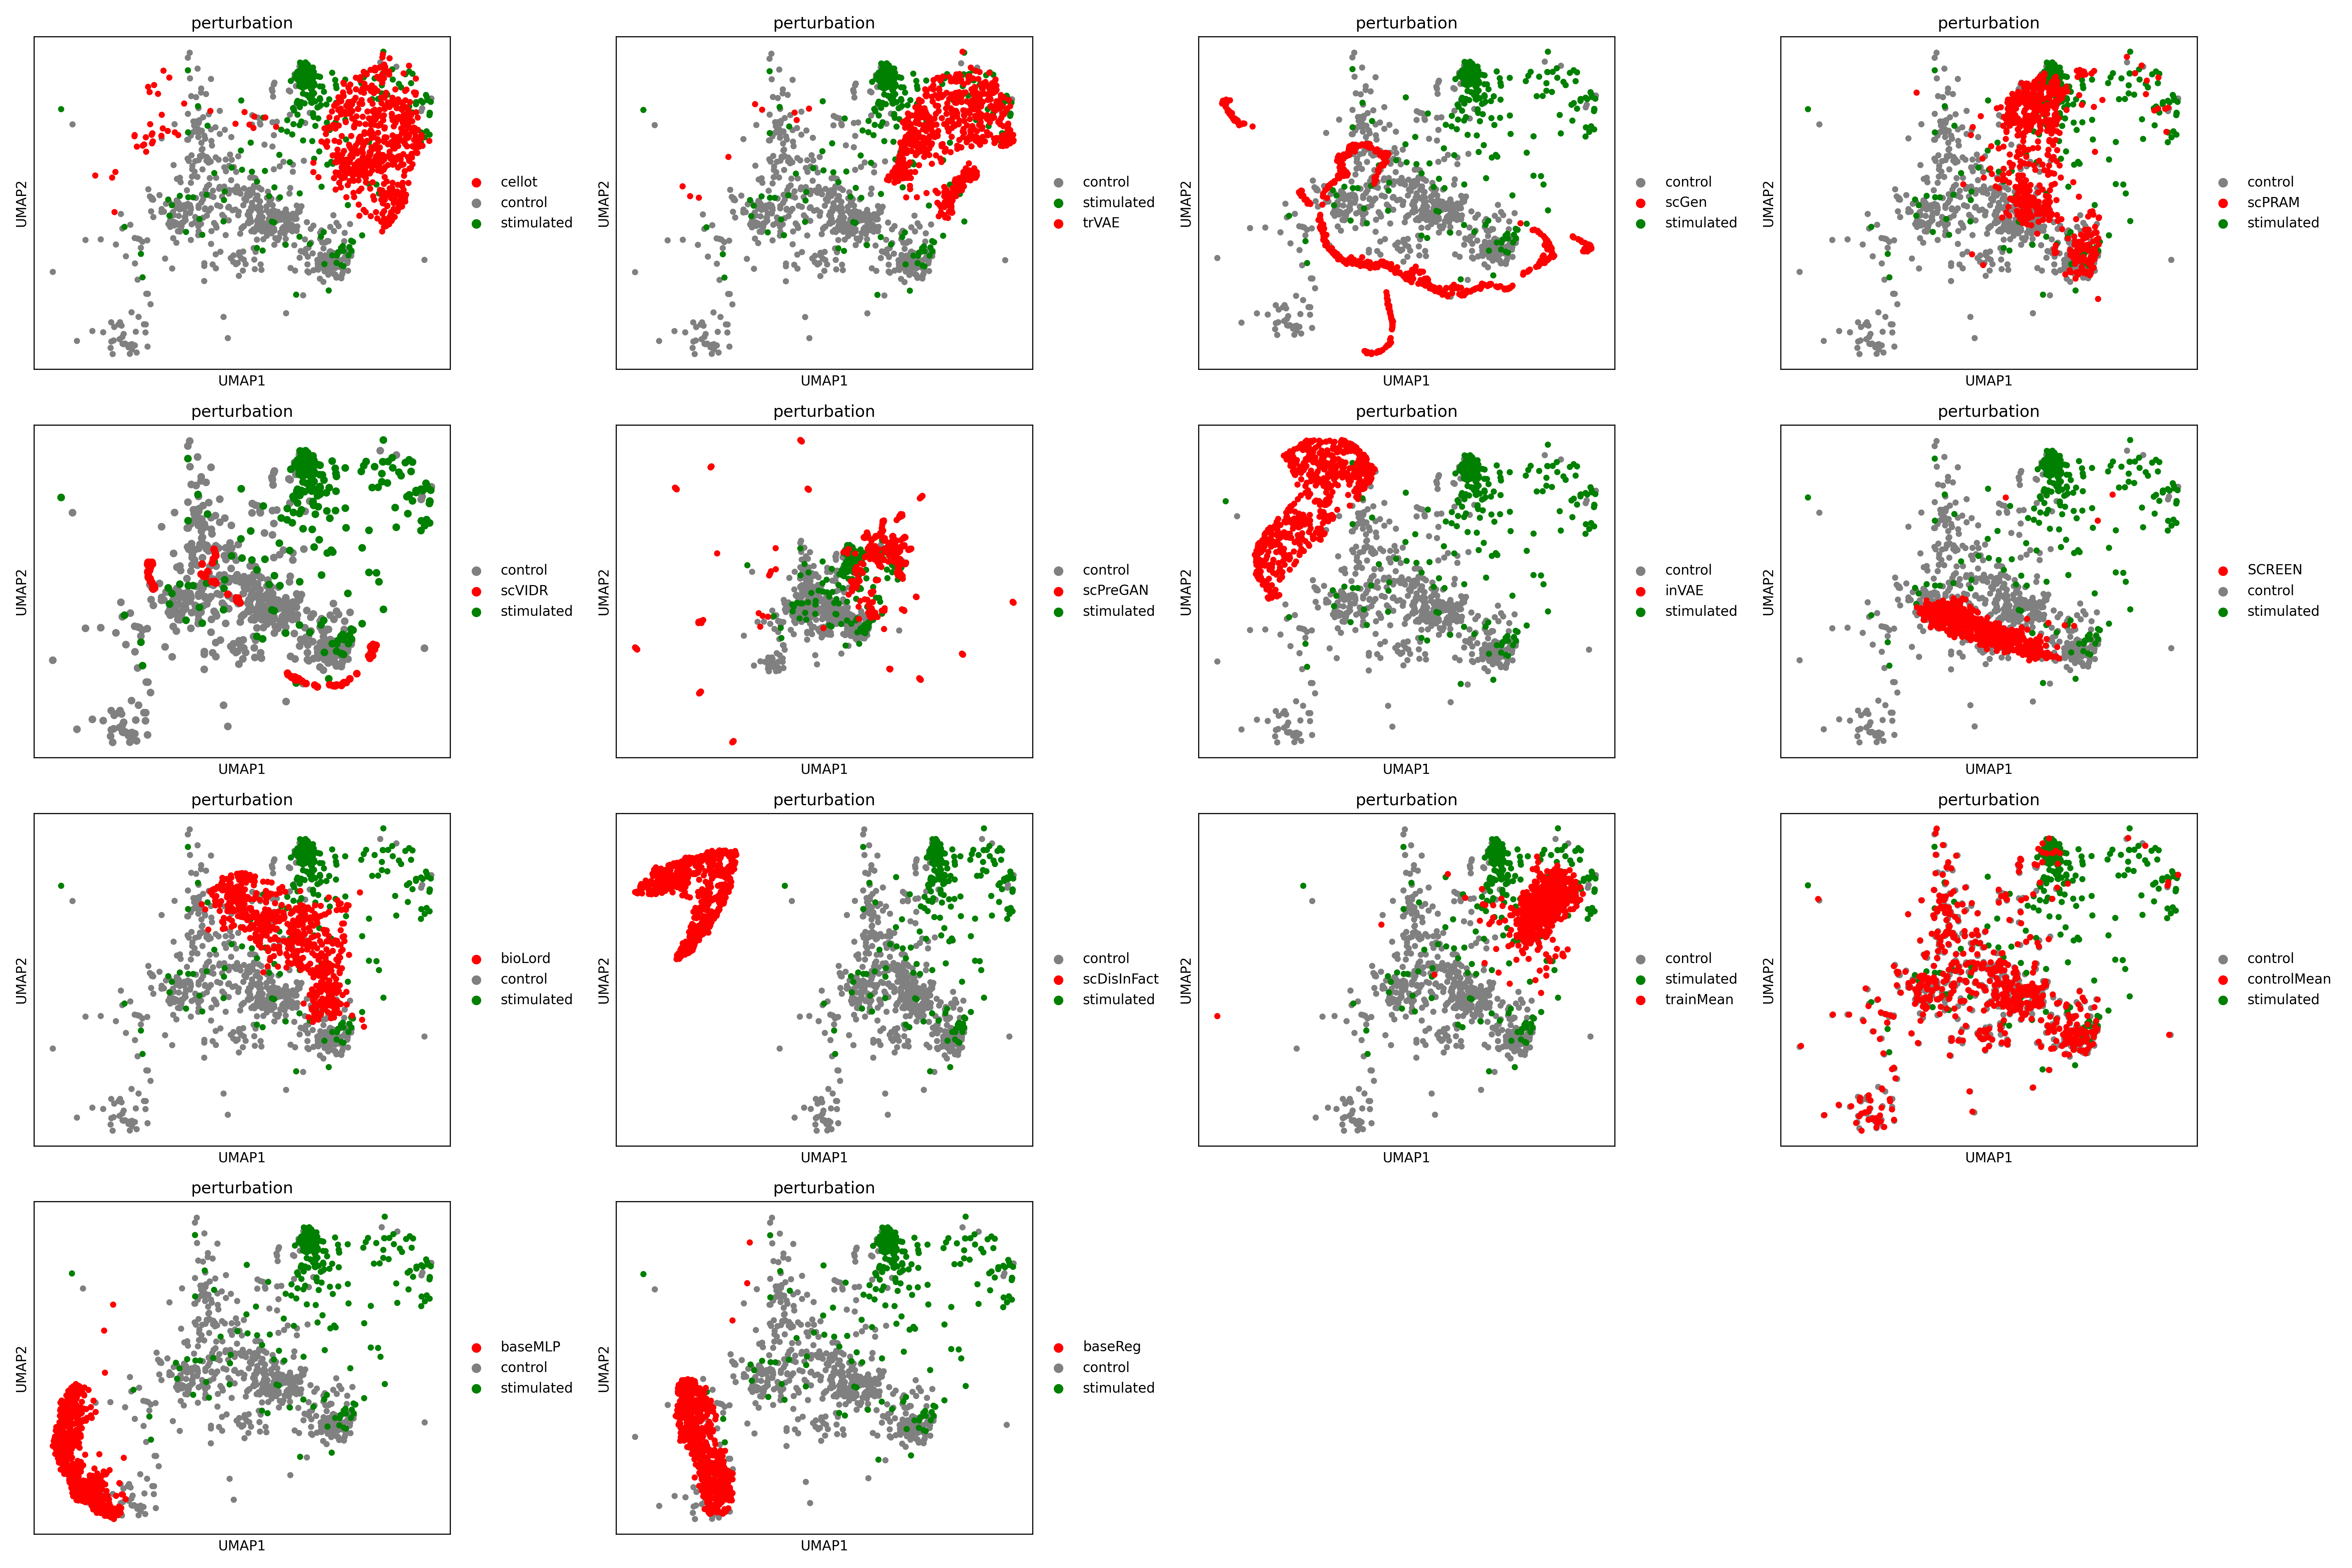 perturbation
UMAP2
UMAP1
cellot
control
stimulated
perturbation
UMAP2
UMAP1
control
stimulated
trVAE
perturbation
UMAP2
UMAP1
control
scGen
stimulated
perturbation
UMAP2
UMAP1
control
scPRAM
stimulated
perturbation
UMAP2
UMAP1
control
scVIDR
stimulated
perturbation
UMAP2
UMAP1
control
scPreGAN
stimulated
perturbation
UMAP2
UMAP1
control
inVAE
stimulated
perturbation
UMAP2
UMAP1
SCREEN
control
stimulated
perturbation
UMAP2
UMAP1
bioLord
control
stimulated
perturbation
UMAP2
UMAP1
control
scDisInFact
stimulated
perturbation
UMAP2
UMAP1
control
stimulated
trainMean
perturbation
UMAP2
UMAP1
control
controlMean
stimulated
perturbation
UMAP2
UMAP1
baseMLP
control
stimulated
perturbation
UMAP2
UMAP1
baseReg
control
stimulated